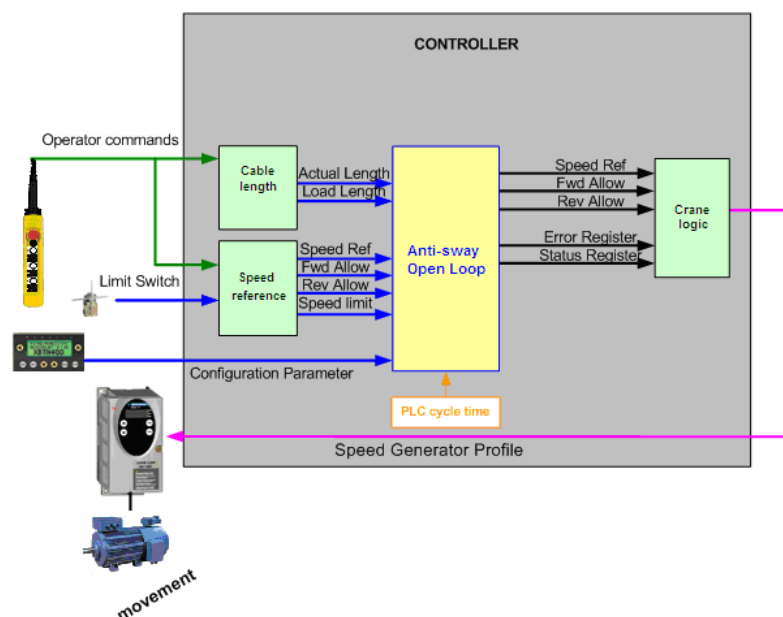 CONTROLLER
Operator commands
Cable
length
Actual Length
Load Length
Speed Ref
Fwd Allow
Rev Allow
Crane
logic
Error Register
Status Register
Anti-sway
Open Loop
Speed Ref
Fwd Allow
Rev Allow
Speed limit
Speed
reference
Limit Switch
XBTN400
Configuration Parameter
PLC cycle time
Speed Generator Profile
movement